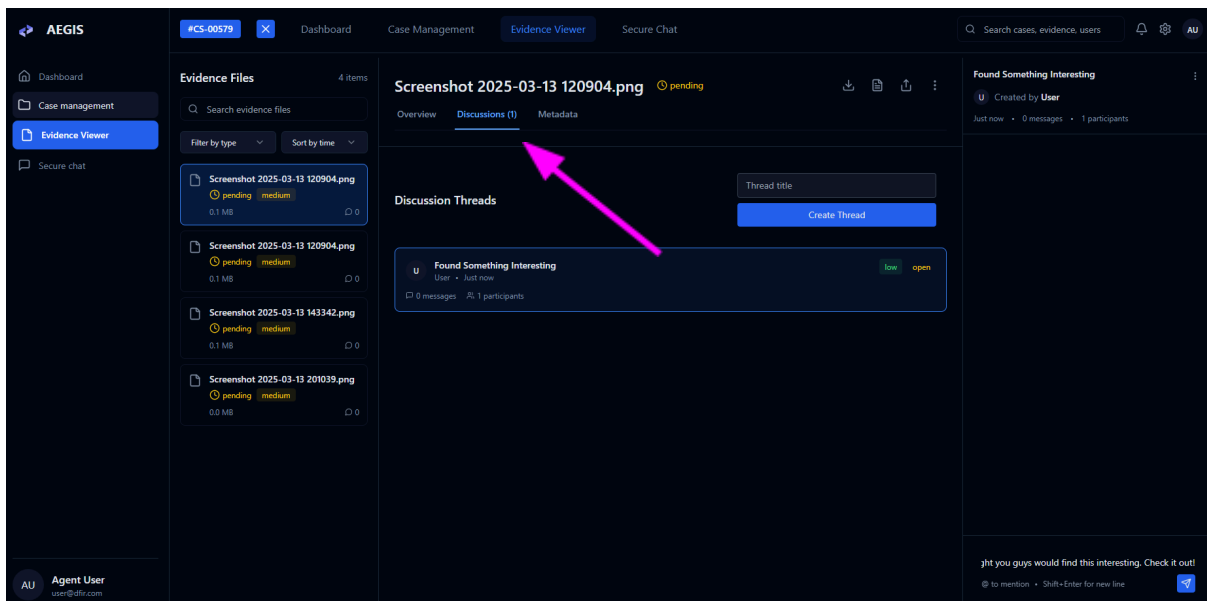 AEGIS
#CS-00579
Dashboard
Case Management
Evidence Viewer
Secure Chat
Search cases, evidence, users
AU
Dashboard
Case management
Evidence Viewer
Secure chat
Evidence Files
4 items
Search evidence files
Filter by type
Sort by time
Screenshot 2025-03-13 120904.png
pending
medium
0.1 MB
0
Screenshot 2025-03-13 120904.png
pending
medium
0.1 MB
0
Screenshot 2025-03-13 143342.png
pending
medium
0.1 MB
0
Screenshot 2025-03-13 201039.png
pending
medium
0.0 MB
0
Screenshot 2025-03-13 120904.png
pending
Overview
Discussions (1)
Metadata
Discussion Threads
Thread title
Create Thread
U
Found Something Interesting
User • Just now
0 messages
1 participants
low
open
Found Something Interesting
U
Created by User
Just now • 0 messages • 1 participants
you guys would find this interesting. Check it out!
@ to mention • Shift+Enter for new line
AU
Agent User
user@dfir.com